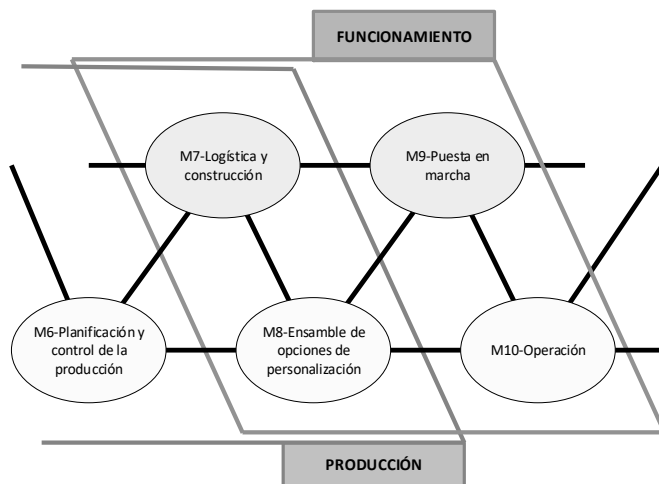 FUNCIONAMIENTO
M7-Logística y
construcción
M9-Puesta en
marcha
M6-Planificación y
control de la
producción
M8-Ensamble de
opciones de
personalización
M10-Operación
PRODUCCIÓN